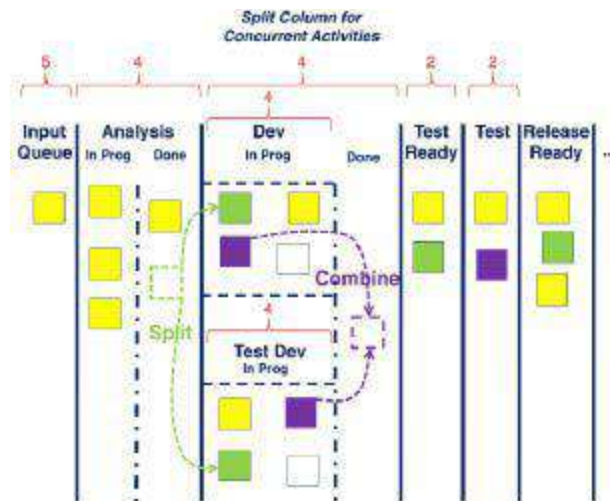 Split Column for
Concurrent Activities
5
4
4
2
2
4
Input
Queue
Analysis
In Prog
Done
Dev
In Prog
Done
Test
Ready
Test
Release
Ready
...
Combine
Split
4
Test Dev
In Prog